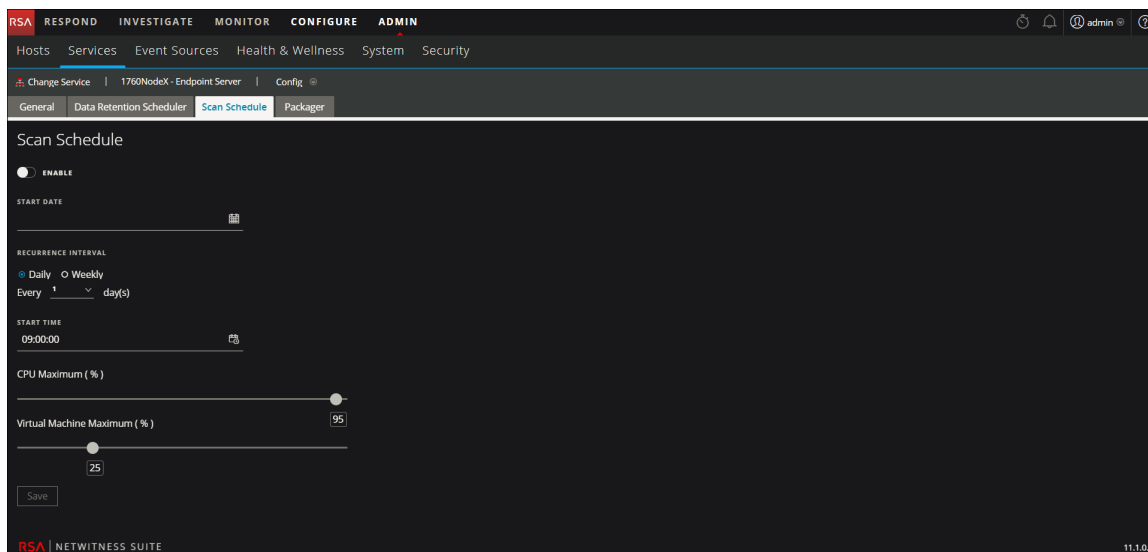 RSA RESPOND INVESTIGATE MONITOR CONFIGURE ADMIN admin
Hosts Services Event Sources Health & Wellness System Security
Change Service | 1760NodeX - Endpoint Server | Config
General Data Retention Scheduler Scan Schedule Packager
Scan Schedule
ENABLE
START DATE
RECURRENCE INTERVAL
Daily Weekly
Every 1 day(s)
START TIME
09:00:00
CPU Maximum ( % )
95
Virtual Machine Maximum ( % )
25
Save
RSA | NETWITNESS SUITE 11.1.0.